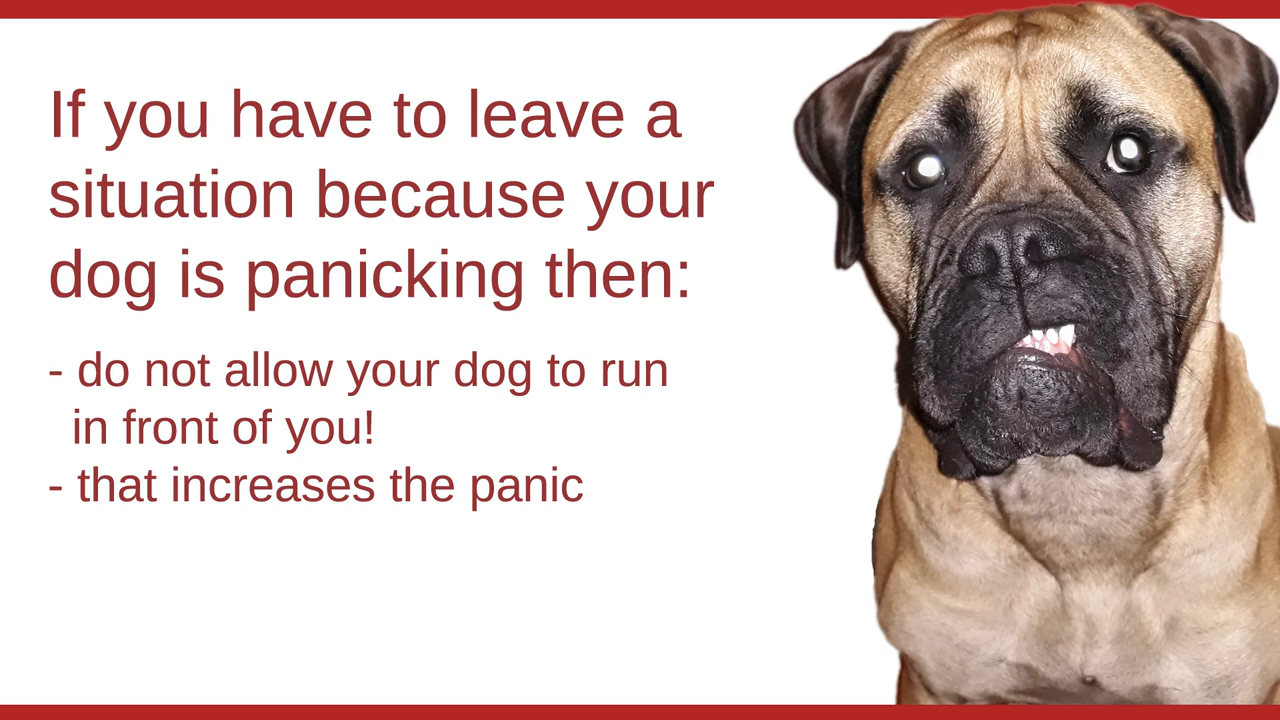 If you have to leave a
situation because your
dog is panicking then:
- do not allow your dog to run
in front of you!
- that increases the panic